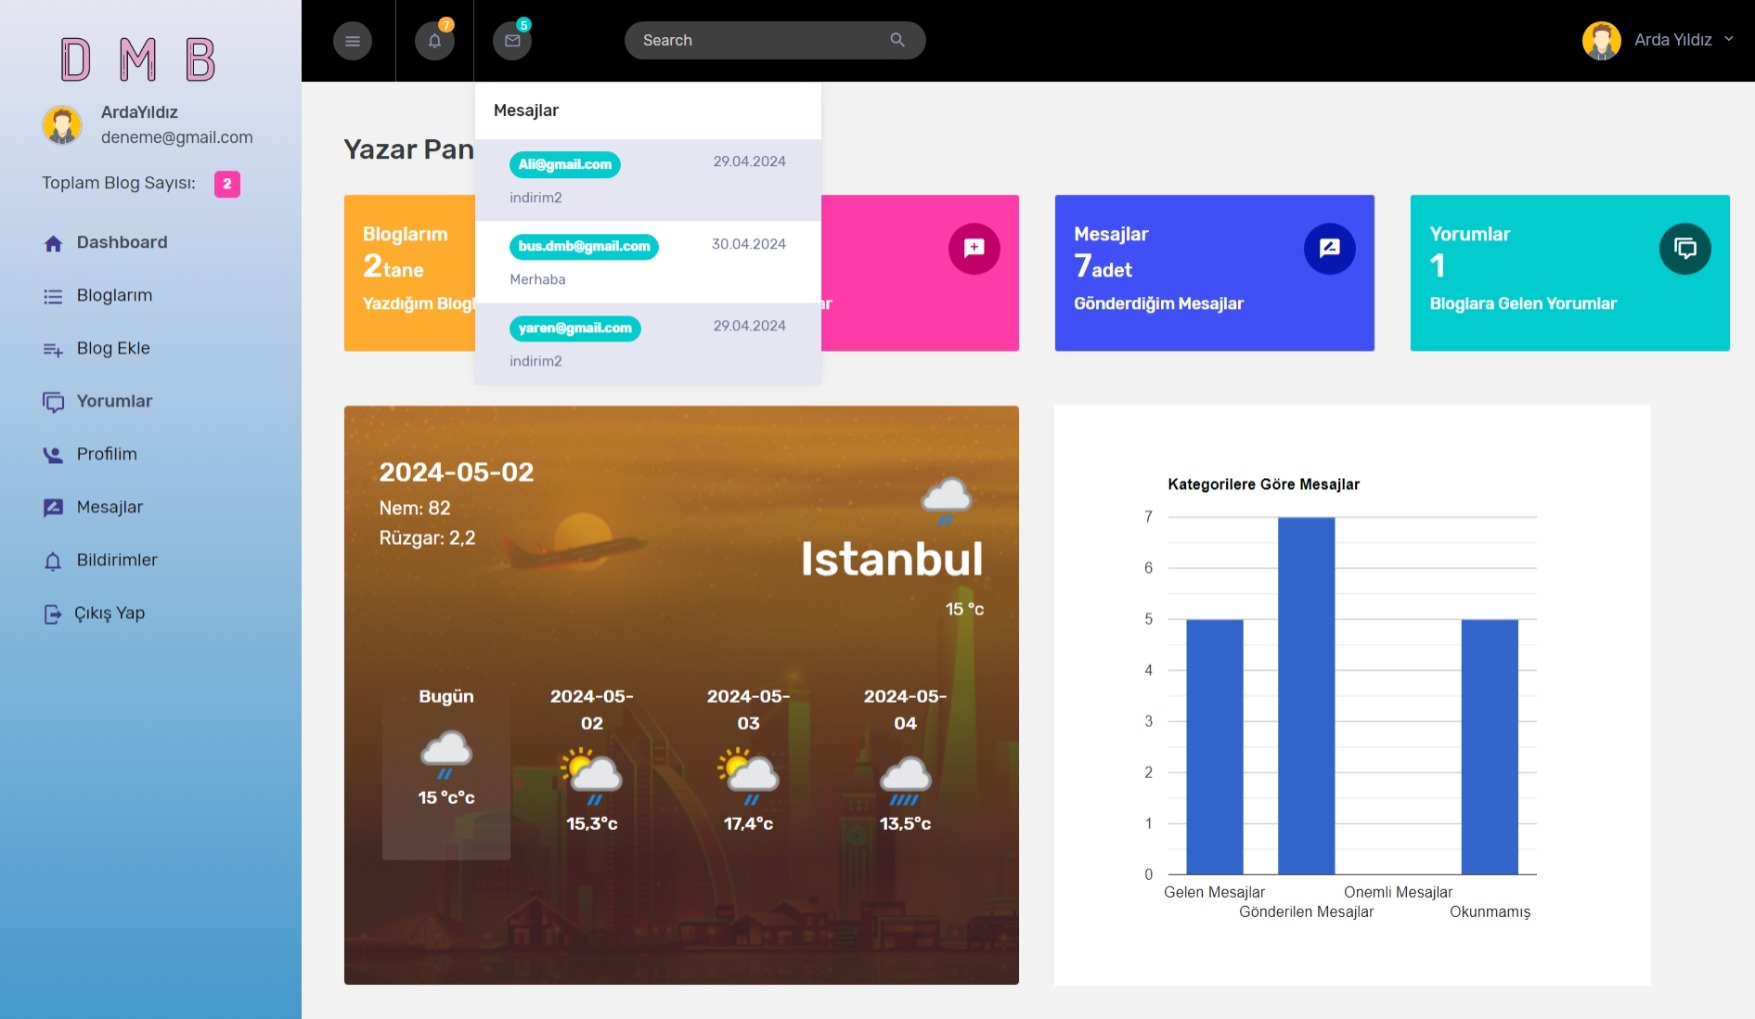 DMB
ArdaYıldız
deneme@gmail.com
Toplam Blog Sayısı: 2
Dashboard
Bloglarım
Blog Ekle
Yorumlar
Profilim
Mesajlar
Bildirimler
Çıkış Yap
7
5
Search
Arda Yıldız
Mesajlar
Ali@gmail.com 29.04.2024
indirim2
bus.dmb@gmail.com 30.04.2024
Merhaba
yaren@gmail.com 29.04.2024
indirim2
Yazar Pan
Bloglarım
2tane
Yazdığım Blogl
ar
Mesajlar
7adet
Gönderdiğim Mesajlar
Yorumlar
1
Bloglara Gelen Yorumlar
2024-05-02
Nem: 82
Rüzgar: 2,2
Istanbul
15 °c
Bugün
15 °c°c
2024-05-
02
15,3°c
2024-05-
03
17,4°c
2024-05-
04
13,5°c
Kategorilere Göre Mesajlar
7
6
5
4
3
2
1
0
Gelen Mesajlar
Gönderilen Mesajlar
Onemli Mesajlar
Okunmamış